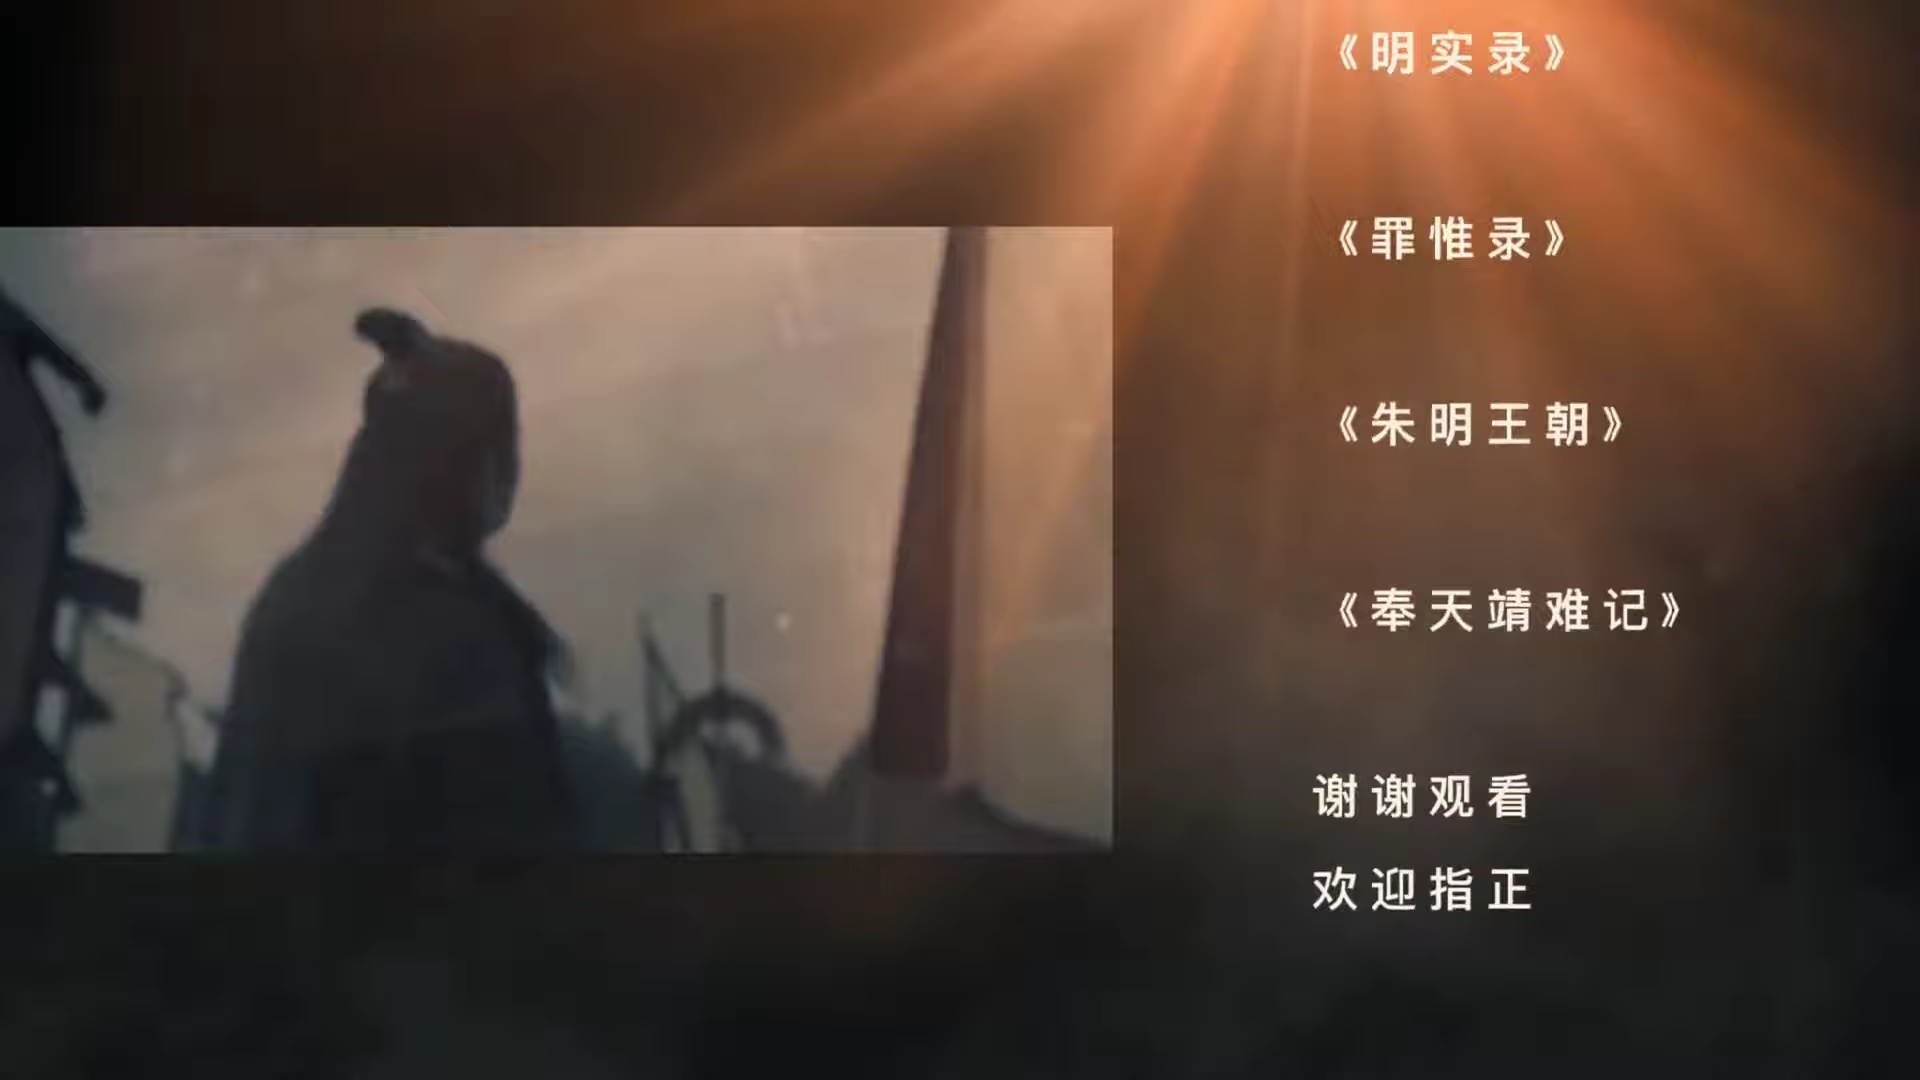 《明实录》
《罪惟录》
《朱明王朝》
《奉天靖难记》
谢谢观看
欢迎指正